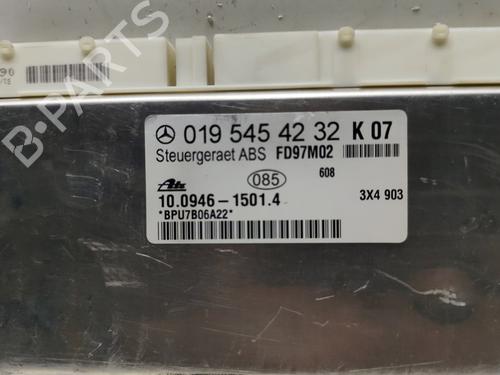 B-PARTS
90
019 545 42 32 K 07
Steuergeraet ABS FD97M02
085
608
Ate
10.0946-1501.4
3X4 903
*BPU7B06A22*